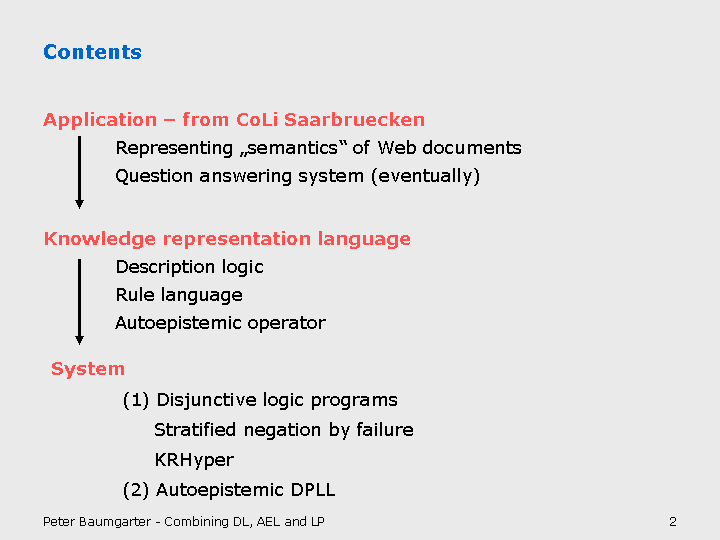 Contents
Application – from CoLi Saarbruecken
Representing „semantics“ of Web documents
Question answering system (eventually)
Knowledge representation language
Description logic
Rule language
Autoepistemic operator
System
(1) Disjunctive logic programs
Stratified negation by failure
KRHyper
(2) Autoepistemic DPLL
Peter Baumgarter - Combining DL, AEL and LP
2